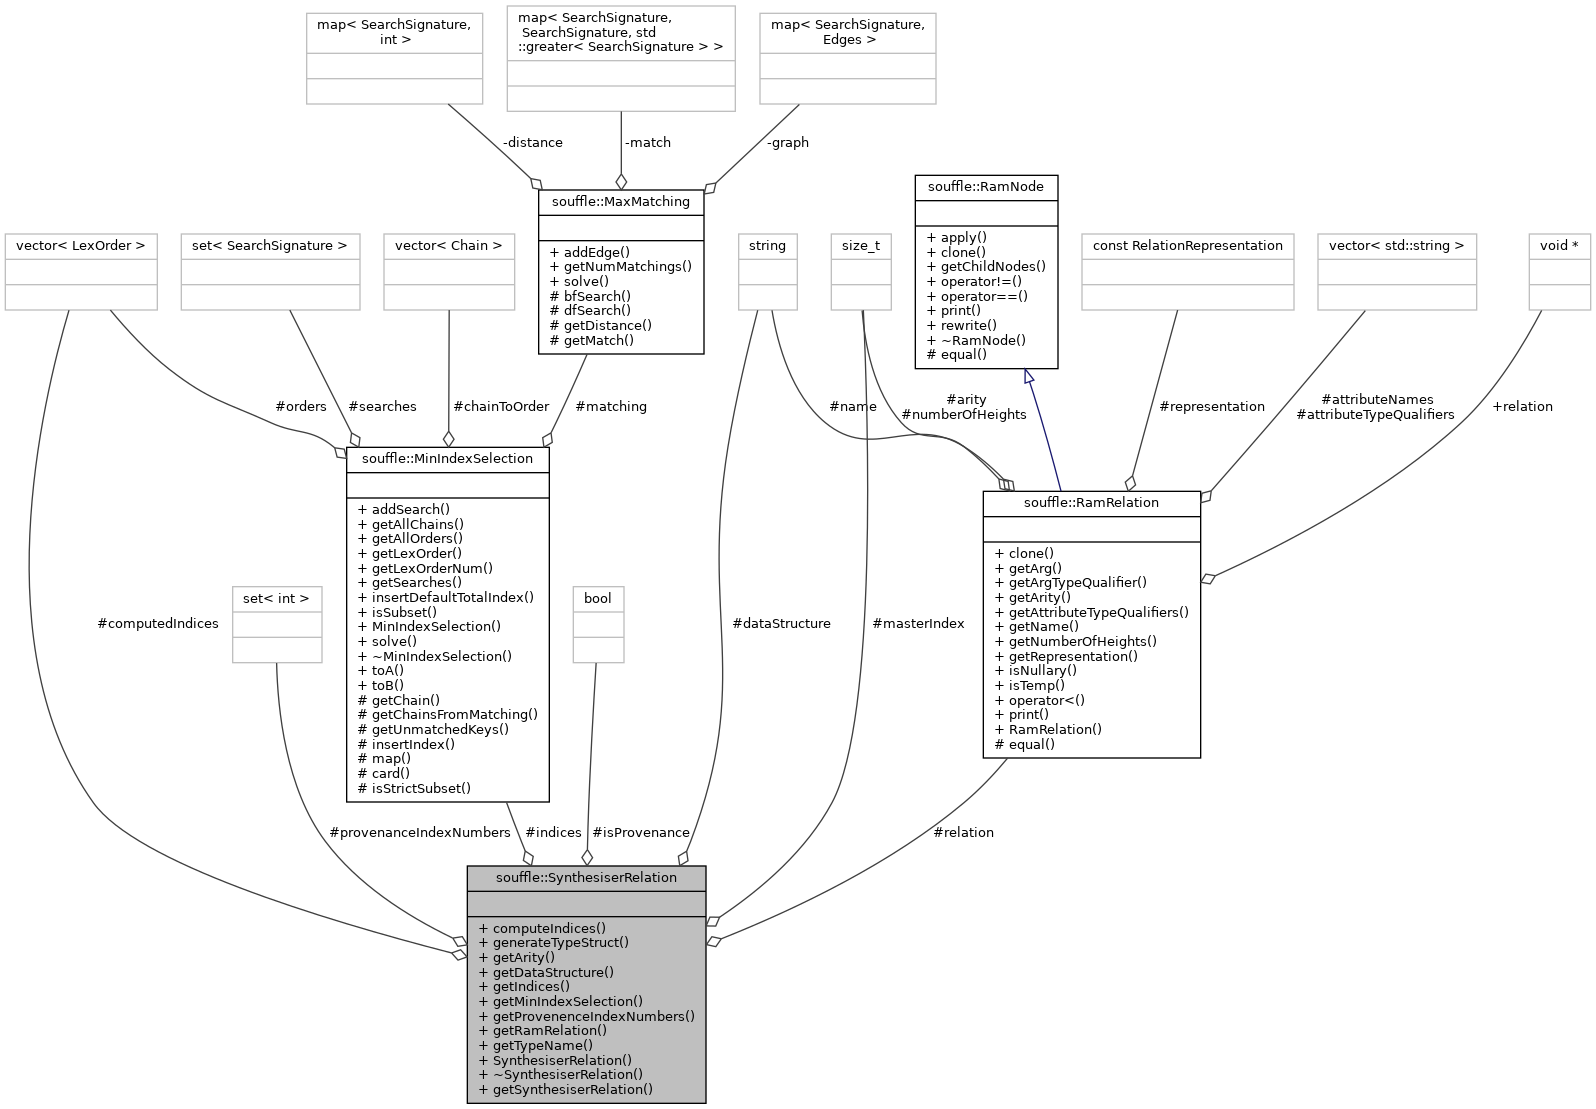 map< SearchSignature,
int >
map< SearchSignature,
SearchSignature, std
::greater< SearchSignature > >
map< SearchSignature,
Edges >
-distance
-match
-graph
souffle::MaxMatching
+ addEdge()
+ getNumMatchings()
+ solve()
# bfSearch()
# dfSearch()
# getDistance()
# getMatch()
souffle::RamNode
+ apply()
+ clone()
+ getChildNodes()
+ operator!=()
+ operator==()
+ print()
+ rewrite()
+ ~RamNode()
# equal()
vector< LexOrder >
set< SearchSignature >
vector< Chain >
string
size_t
const RelationRepresentation
vector< std::string >
void *
#orders
#searches
#chainToOrder
#matching
#name
#arity
#numberOfHeights
#representation
#attributeNames
#attributeTypeQualifiers
+relation
souffle::MinIndexSelection
+ addSearch()
+ getAllChains()
+ getAllOrders()
+ getLexOrder()
+ getLexOrderNum()
+ getSearches()
+ insertDefaultTotalIndex()
+ isSubset()
+ MinIndexSelection()
+ solve()
+ ~MinIndexSelection()
+ toA()
+ toB()
# getChain()
# getChainsFromMatching()
# getUnmatchedKeys()
# insertIndex()
# map()
# card()
# isStrictSubset()
souffle::RamRelation
+ clone()
+ getArg()
+ getArgTypeQualifier()
+ getArity()
+ getAttributeTypeQualifiers()
+ getName()
+ getNumberOfHeights()
+ getRepresentation()
+ isNullary()
+ isTemp()
+ operator<()
+ print()
+ RamRelation()
# equal()
set< int >
bool
#computedIndices
#dataStructure
#masterIndex
#provenanceIndexNumbers
#indices
#isProvenance
#relation
souffle::SynthesiserRelation
+ computeIndices()
+ generateTypeStruct()
+ getArity()
+ getDataStructure()
+ getIndices()
+ getMinIndexSelection()
+ getProvenenceIndexNumbers()
+ getRamRelation()
+ getTypeName()
+ SynthesiserRelation()
+ ~SynthesiserRelation()
+ getSynthesiserRelation()